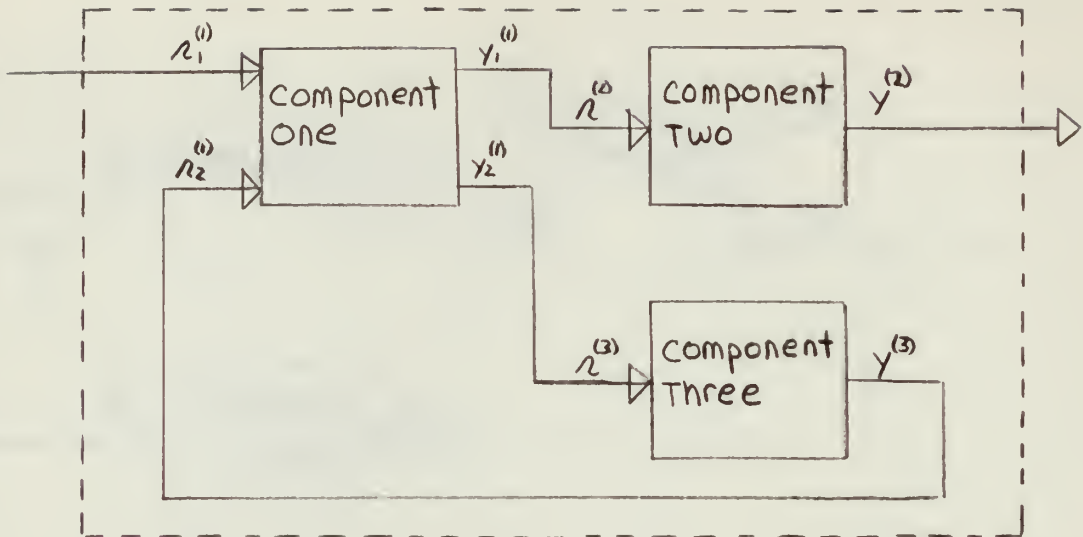 r₁⁽¹⁾
y₁⁽¹⁾
component
one
r₂⁽¹⁾
y₂⁽¹⁾
r⁽²⁾
component
Two
y⁽²⁾
r⁽³⁾
component
Three
y⁽³⁾